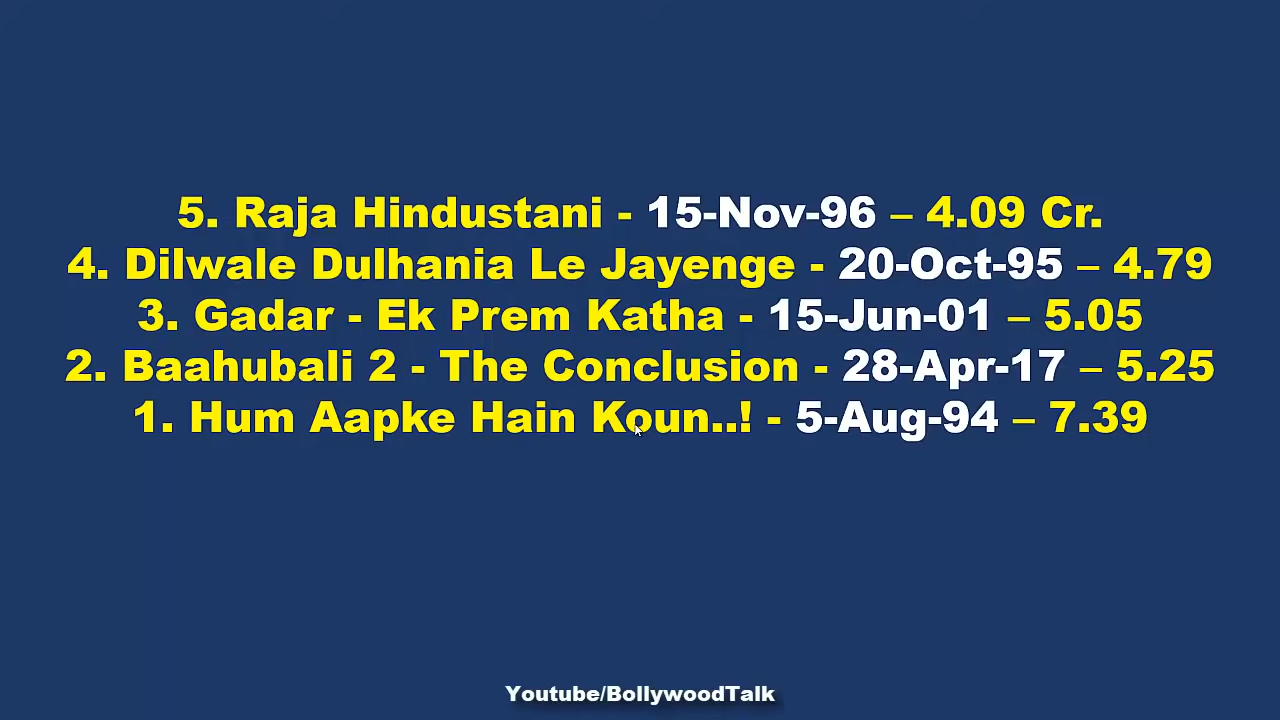 5. Raja Hindustani - 15-Nov-96 – 4.09 Cr.
4. Dilwale Dulhania Le Jayenge - 20-Oct-95 – 4.79
3. Gadar - Ek Prem Katha - 15-Jun-01 – 5.05
2. Baahubali 2 - The Conclusion - 28-Apr-17 – 5.25
1. Hum Aapke Hain Koun..! - 5-Aug-94 – 7.39
Youtube/BollywoodTalk